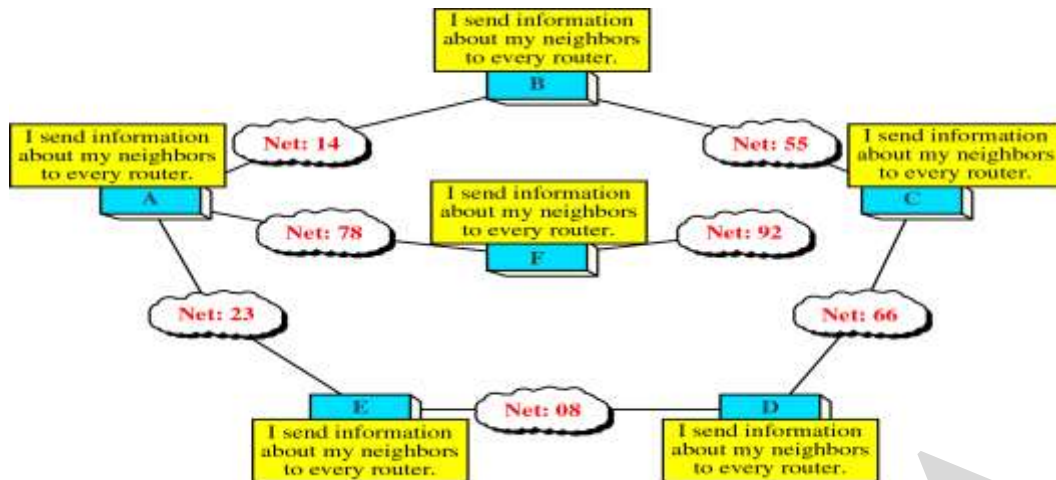 I send information
about my neighbors
to every router.
B
Net: 14
Net: 55
I send information
about my neighbors
to every router.
A
I send information
about my neighbors
to every router.
C
I send information
about my neighbors
to every router.
F
Net: 78
Net: 92
Net: 23
Net: 66
E
Net: 08
D
I send information
about my neighbors
to every router.
I send information
about my neighbors
to every router.